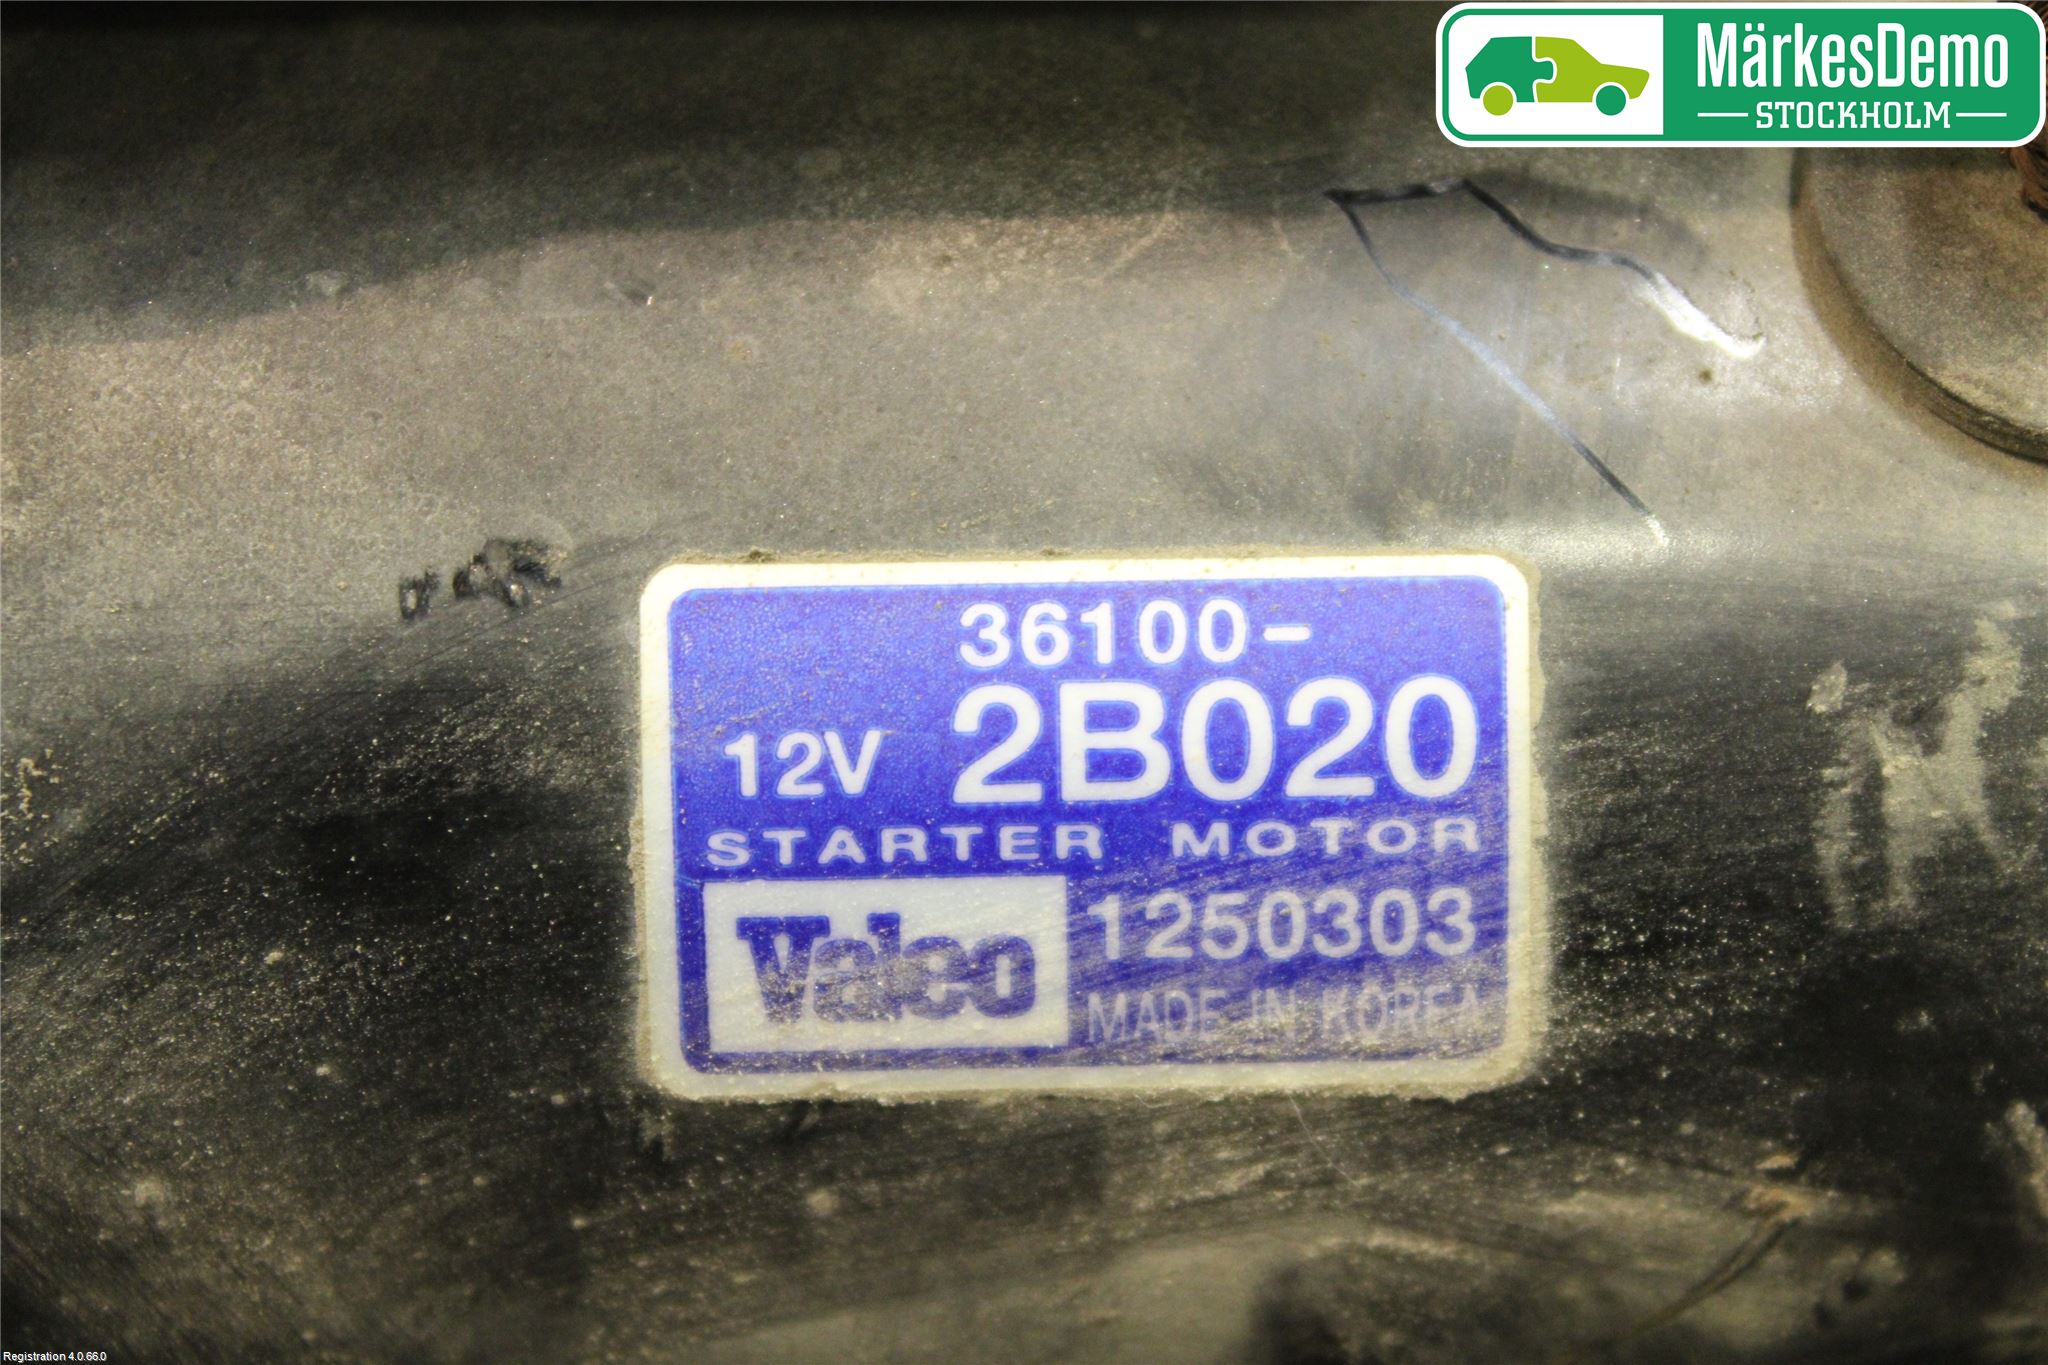 MärkesDemo
STOCKHOLM
36100-
12V 2B020
STARTER MOTOR
Valeo 1250303
MADE IN KOREA
Registration 4.0.66.0